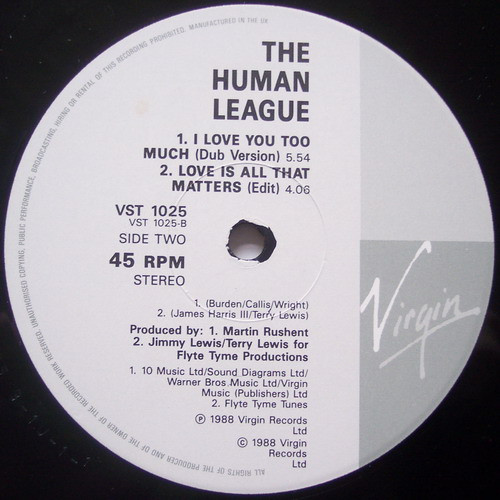 THE
HUMAN
LEAGUE
1. I LOVE YOU TOO
MUCH (Dub Version) 5.54
2. LOVE IS ALL THAT
MATTERS (Edit) 4.06
VST 1025
VST 1025-B
SIDE TWO
45 RPM
STEREO
1. (Burden/Callis/Wright)
2. (James Harris III/Terry Lewis)
Produced by: 1. Martin Rushent
2. Jimmy Lewis/Terry Lewis for
Flyte Tyme Productions
1. 10 Music Ltd/Sound Diagrams Ltd/
Warner Bros Music Ltd/Virgin
Music (Publishers) Ltd
2. Flyte Tyme Tunes
℗ 1988 Virgin Records
Ltd
© 1988 Virgin
Records
Ltd
Virgin
ALL RIGHTS OF THE PRODUCER AND OF THE OWNER OF THE RECORDED WORK RESERVED. UNAUTHORISED COPYING, PUBLIC PERFORMANCE, BROADCASTING, HIRING OR RENTAL OF THIS RECORDING PROHIBITED. MANUFACTURED IN THE UK